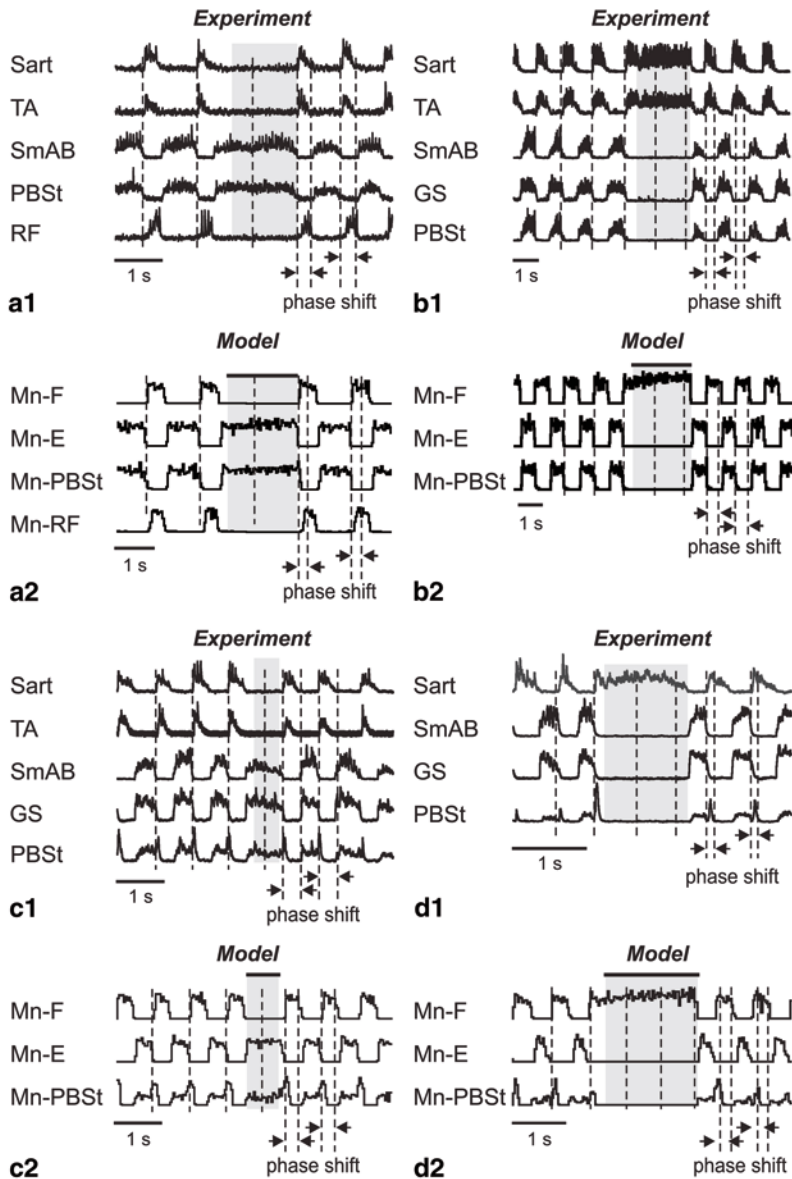 Experiment
Sart
TA
SmAB
PBSt
RF
1 s
phase shift
a1
Experiment
Sart
TA
SmAB
GS
PBSt
1 s
phase shift
b1
Model
Mn-F
Mn-E
Mn-PBSt
Mn-RF
1 s
phase shift
a2
Model
Mn-F
Mn-E
Mn-PBSt
1 s
phase shift
b2
Experiment
Sart
TA
SmAB
GS
PBSt
1 s
phase shift
c1
Experiment
Sart
SmAB
GS
PBSt
1 s
phase shift
d1
Model
Mn-F
Mn-E
Mn-PBSt
1 s
phase shift
c2
Model
Mn-F
Mn-E
Mn-PBSt
1 s
phase shift
d2